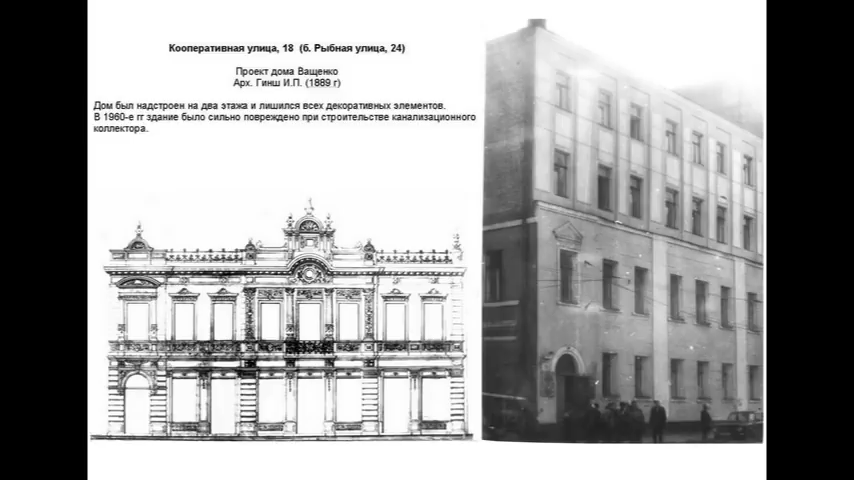 Кооперативная улица, 18 (б. Рыбная улица, 24)
Проект дома Ващенко
Арх. Гинш И.П. (1889 г)
Дом был надстроен на два этажа и лишился всех декоративных элементов.
В 1960-е гг здание было сильно повреждено при строительстве канализационного
коллектора.